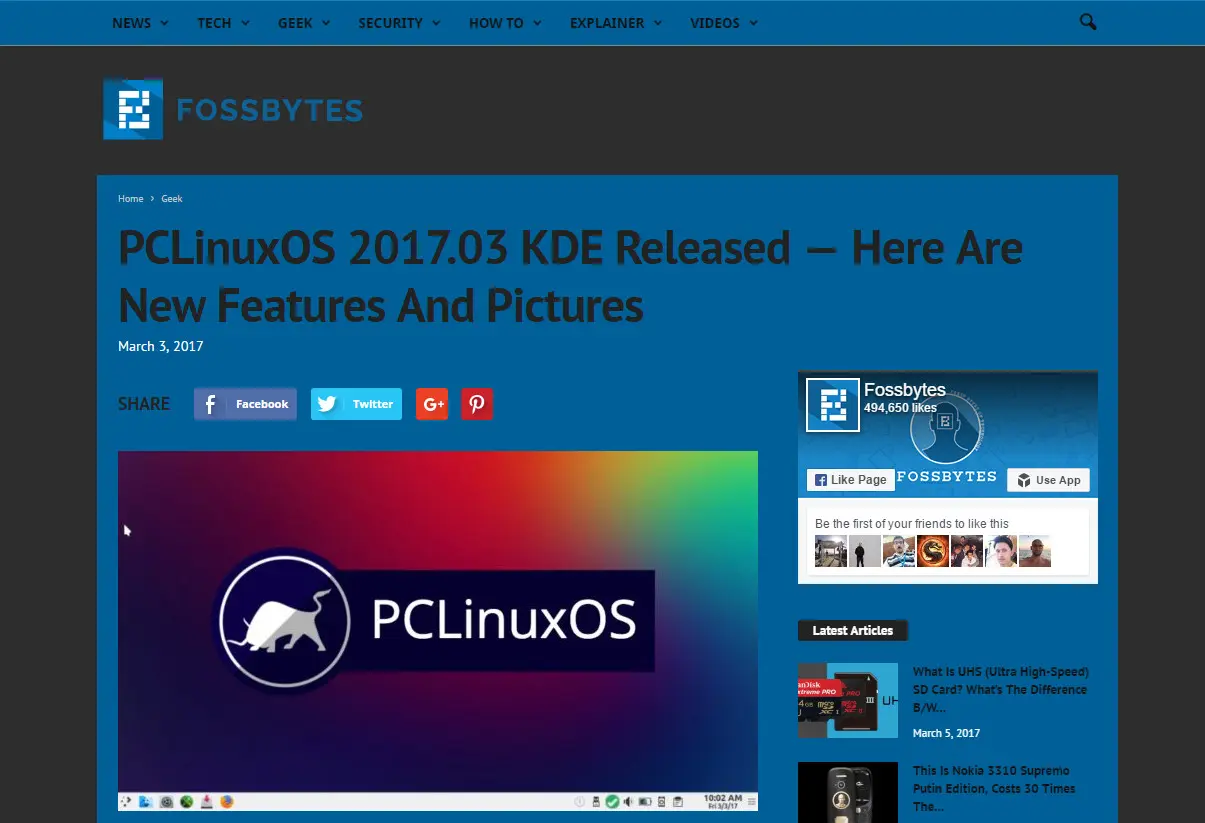 NEWS TECH GEEK SECURITY HOW TO EXPLAINER VIDEOS
FOSSBYTES
Home › Geek
PCLinuxOS 2017.03 KDE Released — Here Are
New Features And Pictures
March 3, 2017
SHARE Facebook Twitter G+
Fossbytes
494,650 likes
FOSSBYTES
Like Page Use App
Be the first of your friends to like this
PCLinuxOS
10:02 AM
Fri 3/3/17
Latest Articles
What Is UHS (Ultra High-Speed)
SD Card? What's The Difference
B/W...
March 5, 2017
This Is Nokia 3310 Supremo
Putin Edition, Costs 30 Times
The...